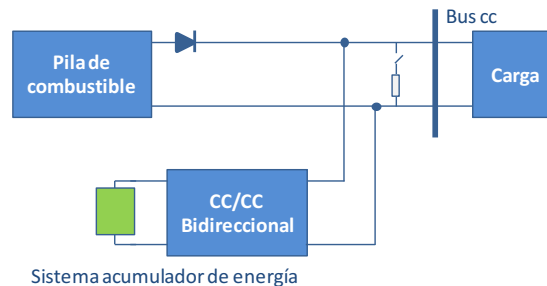 Bus cc
Pila de
combustible
Carga
CC/CC
Bidireccional
Sistema acumulador de energía